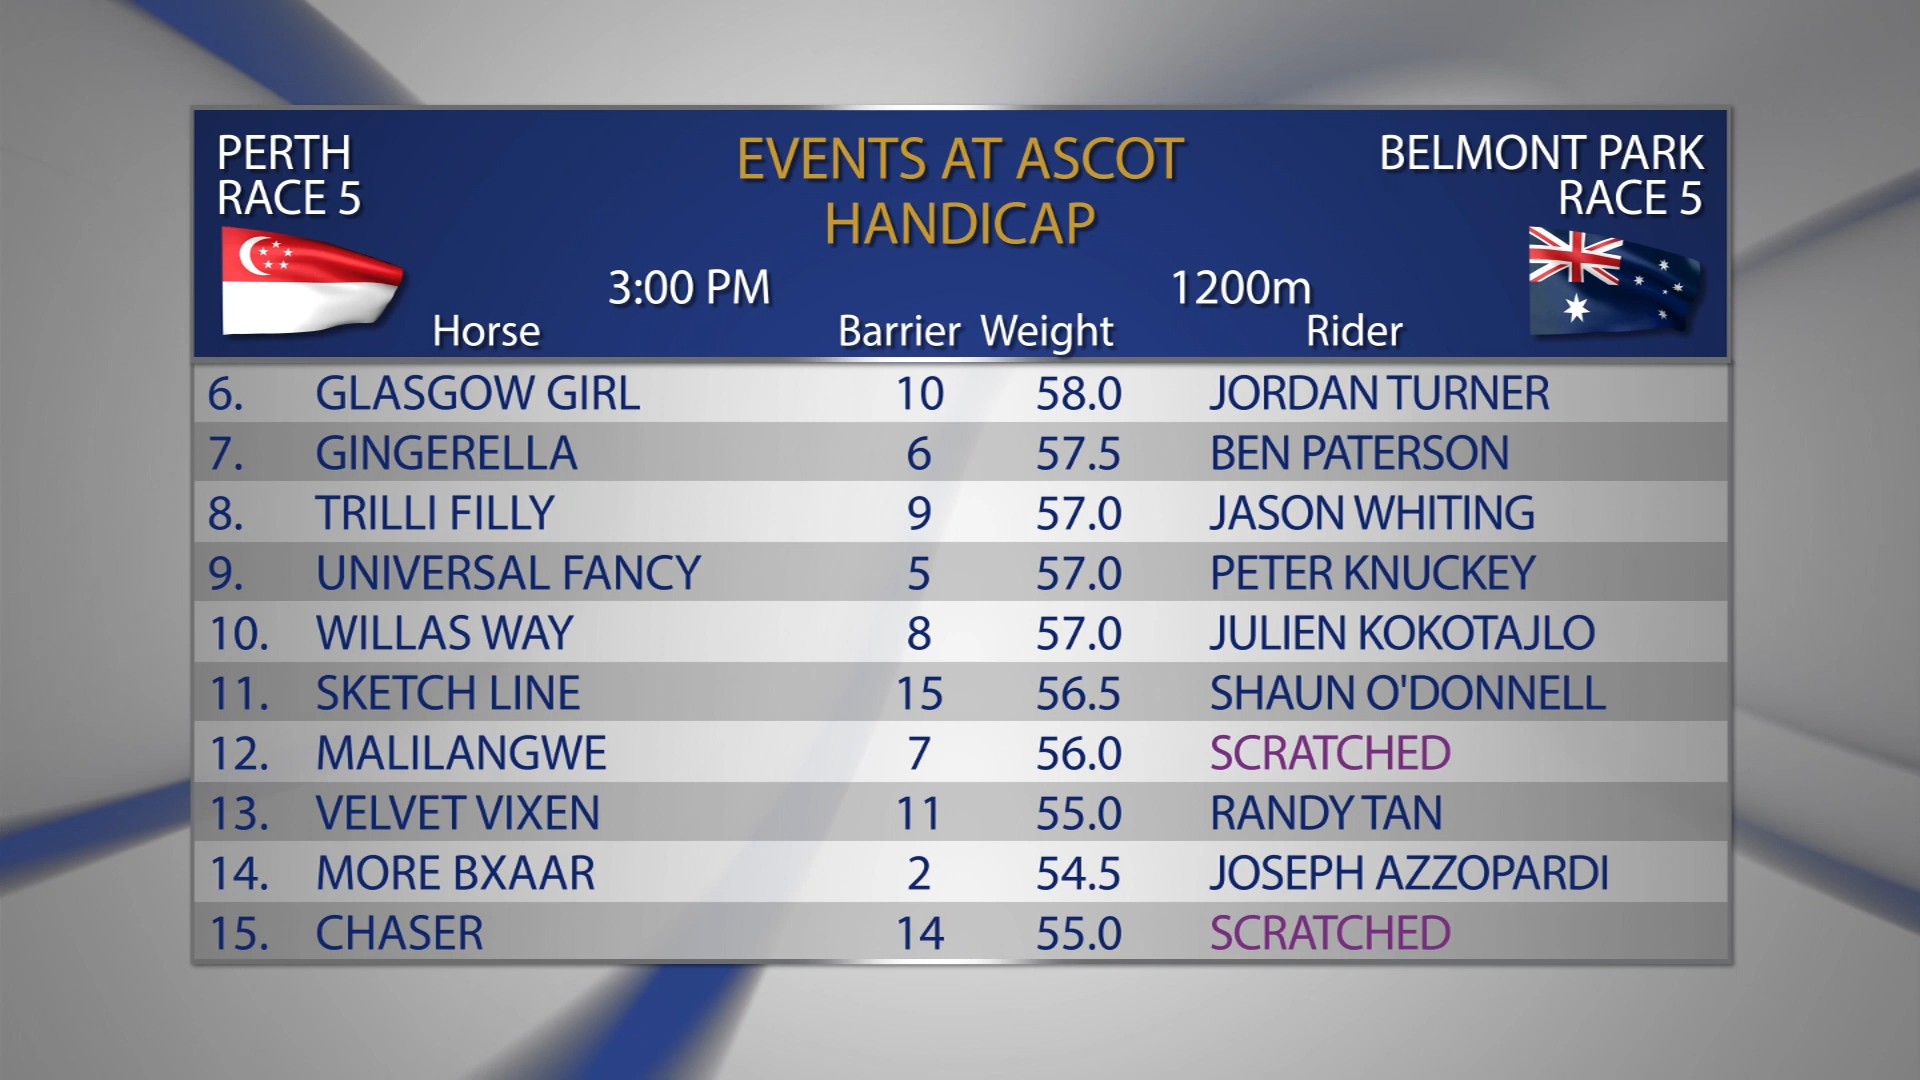 PERTH
RACE 5
EVENTS AT ASCOT
HANDICAP
BELMONT PARK
RACE 5
3:00 PM 1200m
Horse Barrier Weight Rider
6. GLASGOW GIRL 10 58.0 JORDAN TURNER
7. GINGERELLA 6 57.5 BEN PATERSON
8. TRILLI FILLY 9 57.0 JASON WHITING
9. UNIVERSAL FANCY 5 57.0 PETER KNUCKEY
10. WILLAS WAY 8 57.0 JULIEN KOKOTAJLO
11. SKETCH LINE 15 56.5 SHAUN O'DONNELL
12. MALILANGWE 7 56.0 SCRATCHED
13. VELVET VIXEN 11 55.0 RANDY TAN
14. MORE BXAAR 2 54.5 JOSEPH AZZOPARDI
15. CHASER 14 55.0 SCRATCHED